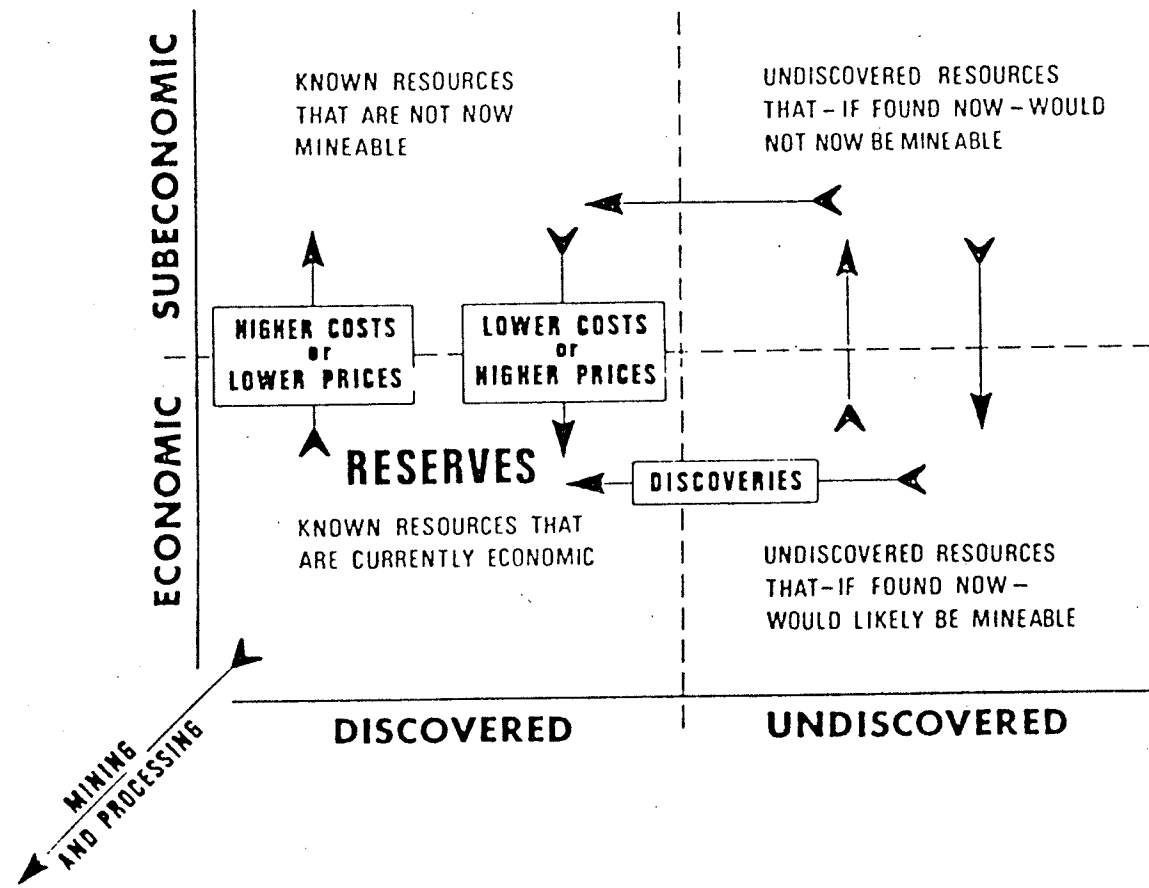 SUBECONOMIC
KNOWN RESOURCES
THAT ARE NOT NOW
MINEABLE
UNDISCOVERED RESOURCES
THAT–IF FOUND NOW–WOULD
NOT NOW BE MINEABLE
HIGHER COSTS
or
LOWER PRICES
LOWER COSTS
or
HIGHER PRICES
ECONOMIC
RESERVES
DISCOVERIES
KNOWN RESOURCES THAT
ARE CURRENTLY ECONOMIC
UNDISCOVERED RESOURCES
THAT–IF FOUND NOW–
WOULD LIKELY BE MINEABLE
DISCOVERED
UNDISCOVERED
MINING
AND PROCESSING